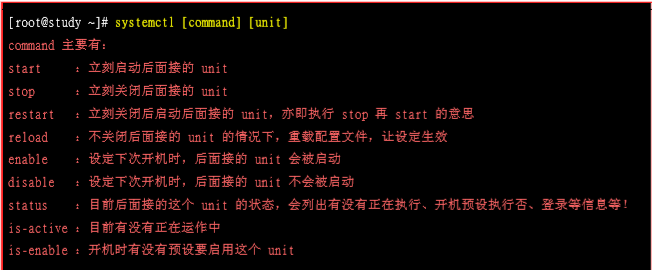 [root@study ~]# systemctl [command] [unit]
command 主要有：
start ：立刻启动后面接的 unit
stop ：立刻关闭后面接的 unit
restart ：立刻关闭后启动后面接的 unit，亦即执行 stop 再 start 的意思
reload ：不关闭后面接的 unit 的情况下，重载配置文件，让设定生效
enable ：设定下次开机时，后面接的 unit 会被启动
disable ：设定下次开机时，后面接的 unit 不会被启动
status ：目前后面接的这个 unit 的状态，会列出有没有正在执行、开机预设执行否、登录等信息等！
is-active ：目前有没有正在运作中
is-enable ：开机时有没有预设要启用这个 unit